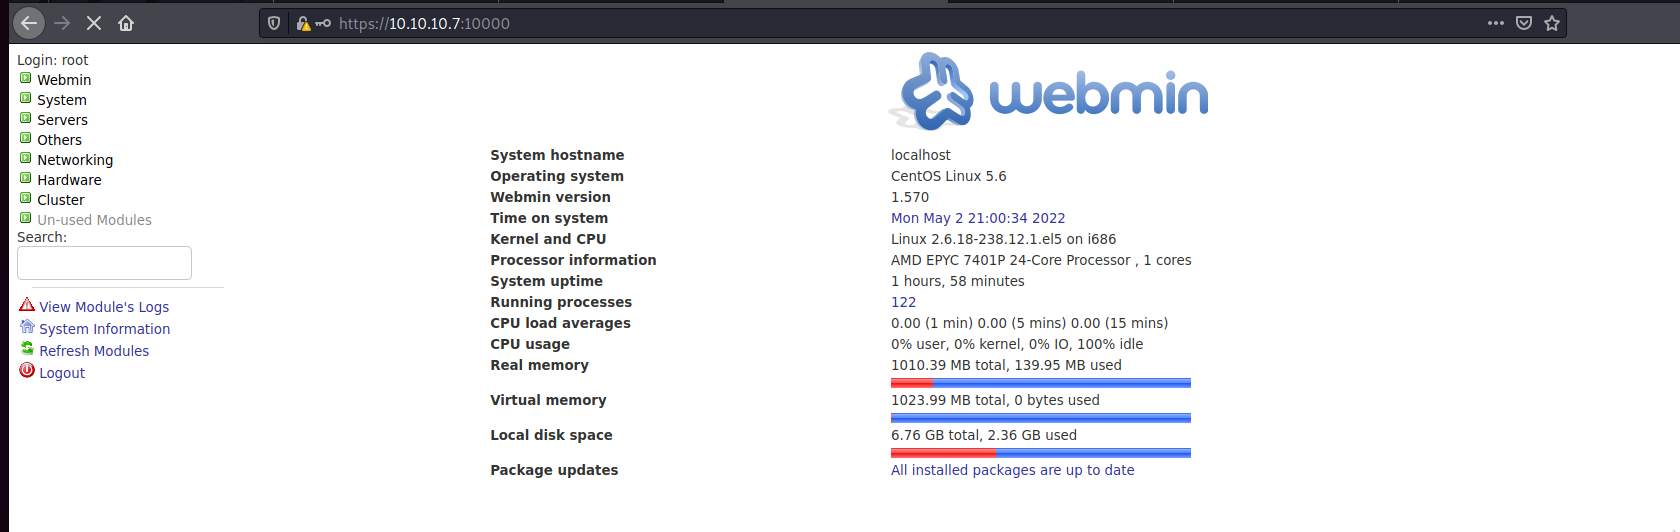 https://10.10.10.7:10000
Login: root
Webmin
System
Servers
Others
Networking
Hardware
Cluster
Un-used Modules
Search:
View Module's Logs
System Information
Refresh Modules
Logout
webmin
System hostname localhost
Operating system CentOS Linux 5.6
Webmin version 1.570
Time on system Mon May 2 21:00:34 2022
Kernel and CPU Linux 2.6.18-238.12.1.el5 on i686
Processor information AMD EPYC 7401P 24-Core Processor , 1 cores
System uptime 1 hours, 58 minutes
Running processes 122
CPU load averages 0.00 (1 min) 0.00 (5 mins) 0.00 (15 mins)
CPU usage 0% user, 0% kernel, 0% IO, 100% idle
Real memory 1010.39 MB total, 139.95 MB used
Virtual memory 1023.99 MB total, 0 bytes used
Local disk space 6.76 GB total, 2.36 GB used
Package updates All installed packages are up to date